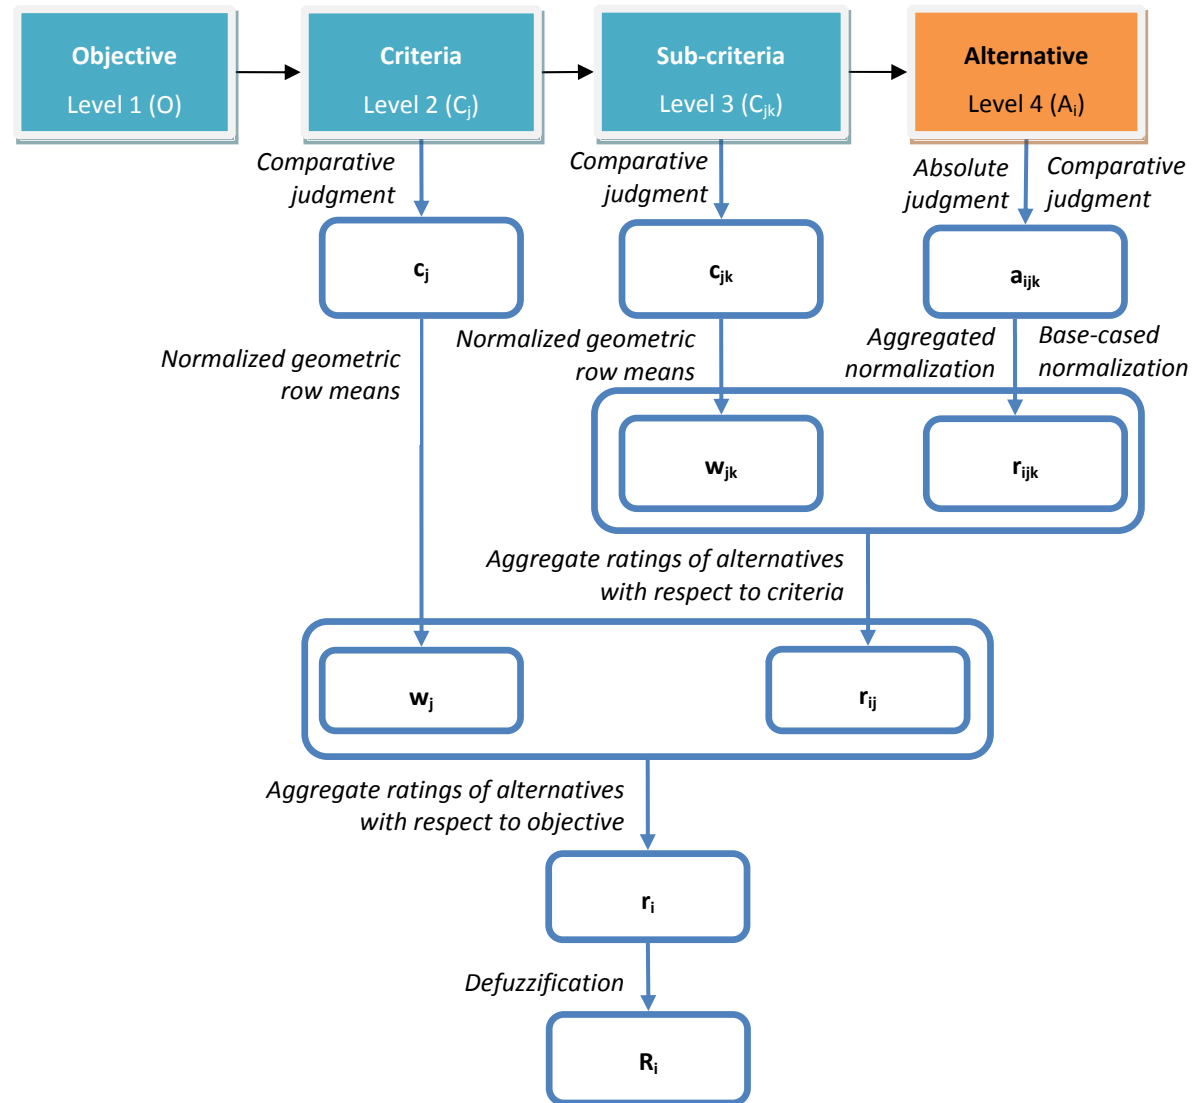 Objective
Level 1 (O)
Criteria
Level 2 (Cj)
Sub-criteria
Level 3 (Cjk)
Alternative
Level 4 (Ai)
Comparative
judgment
Comparative
judgment
Absolute
judgment
Comparative
judgment
cj
cjk
aijk
Normalized geometric
row means
Normalized geometric
row means
Aggregated
normalization
Base-cased
normalization
wjk
rijk
Aggregate ratings of alternatives
with respect to criteria
wj
rij
Aggregate ratings of alternatives
with respect to objective
ri
Defuzzification
Ri